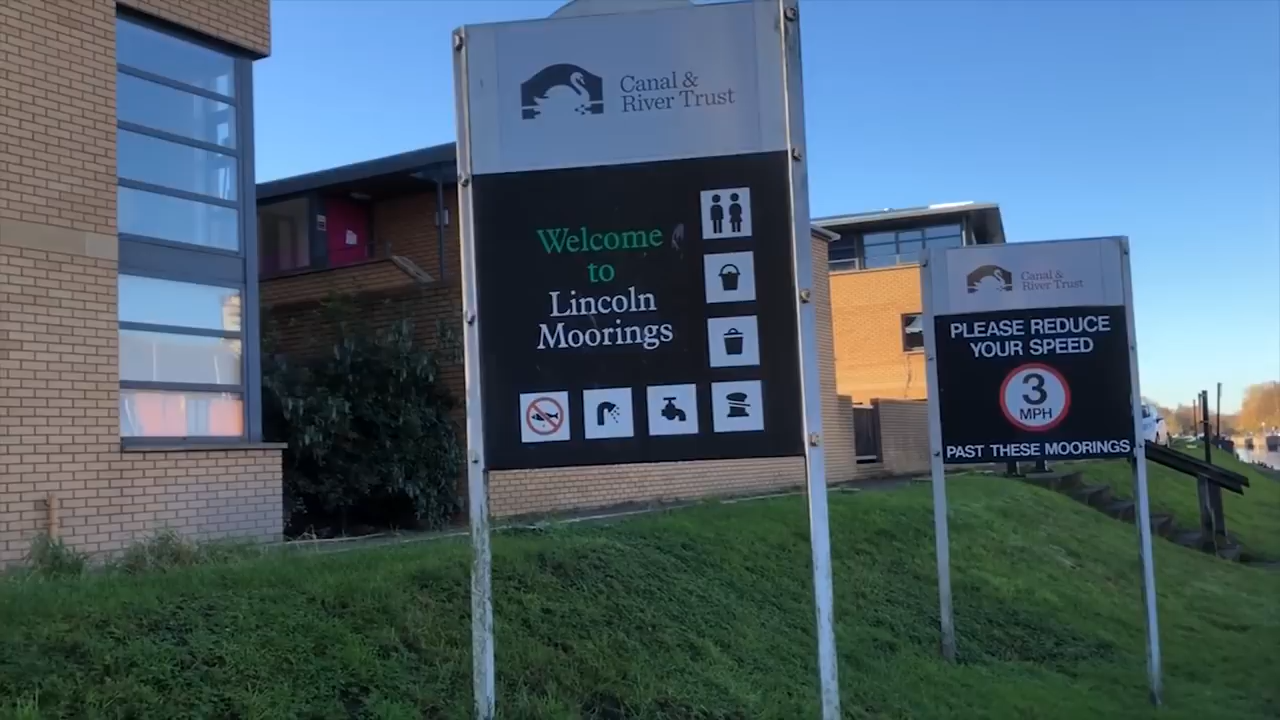 Canal &
River Trust
Welcome
to
Lincoln
Moorings
Canal &
River Trust
PLEASE REDUCE
YOUR SPEED
3
MPH
PAST THESE MOORINGS